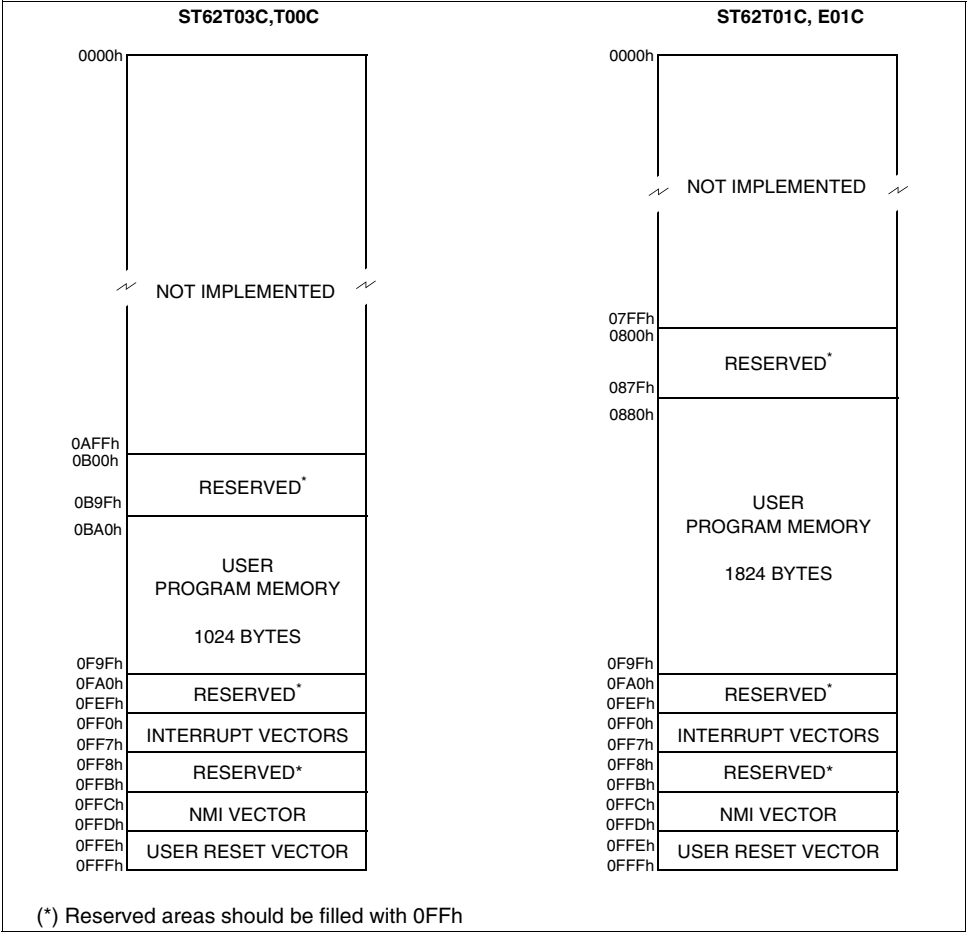 ST62T03C,T00C
0000h
NOT IMPLEMENTED
0AFFh
0B00h
RESERVED*
0B9Fh
0BA0h
USER
PROGRAM MEMORY
1024 BYTES
0F9Fh
0FA0h
RESERVED*
0FEFh
0FF0h
INTERRUPT VECTORS
0FF7h
0FF8h
RESERVED*
0FFBh
0FFCh
NMI VECTOR
0FFDh
0FFEh
USER RESET VECTOR
0FFFh
ST62T01C, E01C
0000h
NOT IMPLEMENTED
07FFh
0800h
RESERVED*
087Fh
0880h
USER
PROGRAM MEMORY
1824 BYTES
0F9Fh
0FA0h
RESERVED*
0FEFh
0FF0h
INTERRUPT VECTORS
0FF7h
0FF8h
RESERVED*
0FFBh
0FFCh
NMI VECTOR
0FFDh
0FFEh
USER RESET VECTOR
0FFFh
(*) Reserved areas should be filled with 0FFh